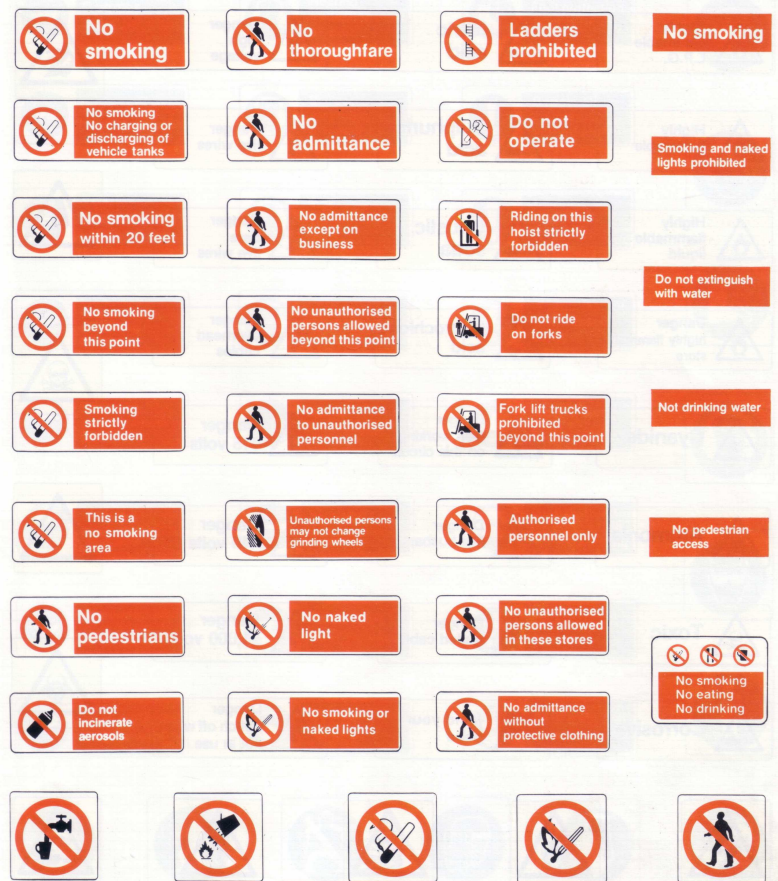 No
smoking
No
thoroughfare
Ladders
prohibited
No smoking
No smoking
No charging or
discharging of
vehicle tanks
No
admittance
Do not
operate
Smoking and naked
lights prohibited
No smoking
within 20 feet
No admittance
except on
business
Riding on this
hoist strictly
forbidden
Do not extinguish
with water
No smoking
beyond
this point
No unauthorised
persons allowed
beyond this point
Do not ride
on forks
Smoking
strictly
forbidden
No admittance
to unauthorised
personnel
Fork lift trucks
prohibited
beyond this point
Not drinking water
This is a
no smoking
area
Unauthorised persons
may not change
grinding wheels
Authorised
personnel only
No pedestrian
access
No
pedestrians
No naked
light
No unauthorised
persons allowed
in these stores
No smoking
No eating
No drinking
Do not
incinerate
aerosols
No smoking or
naked lights
No admittance
without
protective clothing